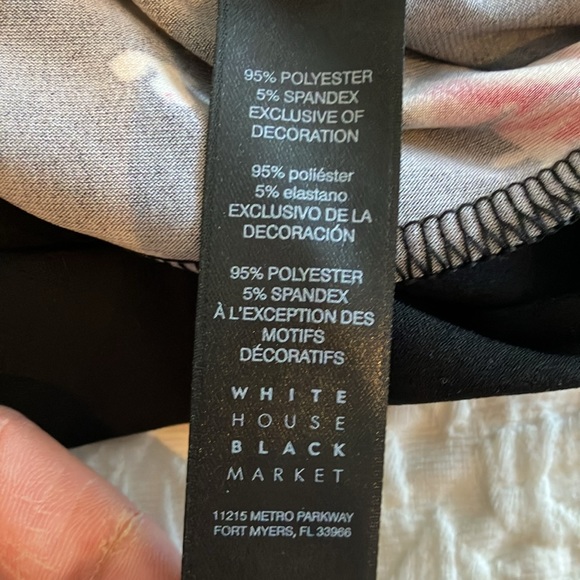 95% POLYESTER
5% SPANDEX
EXCLUSIVE OF
DECORATION
95% poliéster
5% elastano
EXCLUSIVO DE LA
DECORACIÓN
95% POLYESTER
5% SPANDEX
À L'EXCEPTION DES
MOTIFS
DÉCORATIFS
WHITE
HOUSE
BLACK
MARKET
11215 METRO PARKWAY
FORT MYERS, FL 33966